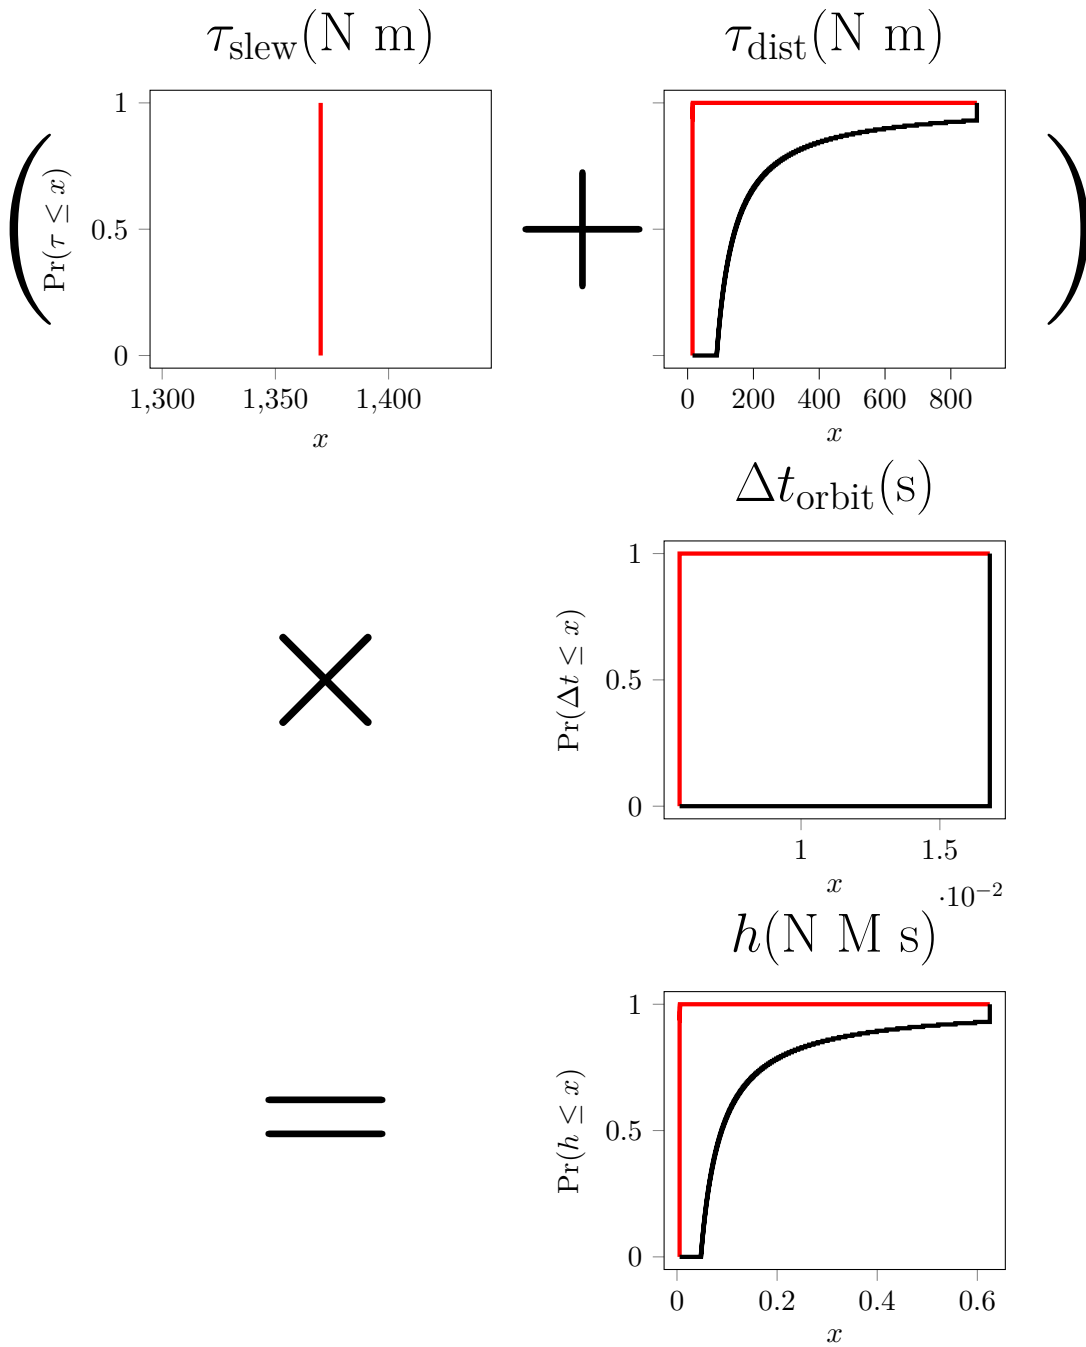 τslew(N m)
τdist(N m)
(
Pr(τ ≤ x)
1
0.5
0
1,300 1,350 1,400
x
+
0 200 400 600 800
x
)
×
Δtorbit(s)
Pr(Δt ≤ x)
1
0.5
0
1 1.5
x
·10−2
=
h(N M s)
Pr(h ≤ x)
1
0.5
0
0 0.2 0.4 0.6
x